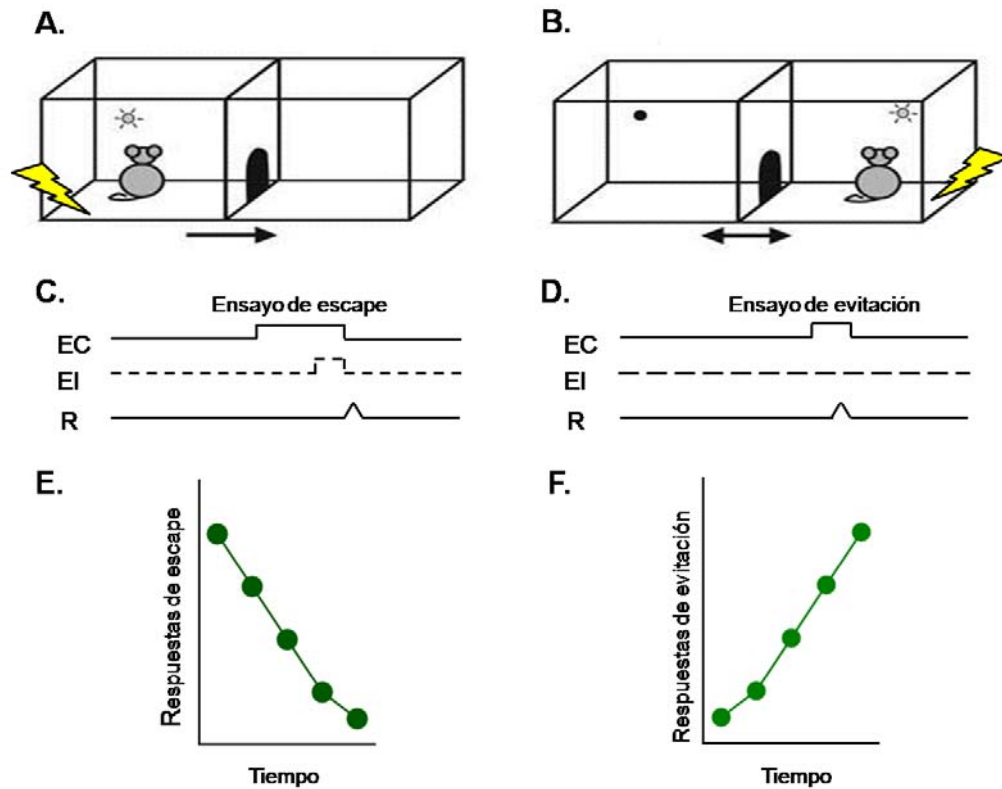 A.
B.
C.
Ensayo de escape
EC
EI
R
D.
Ensayo de evitación
EC
EI
R
E.
Respuestas de escape
Tiempo
F.
Respuestas de evitación
Tiempo